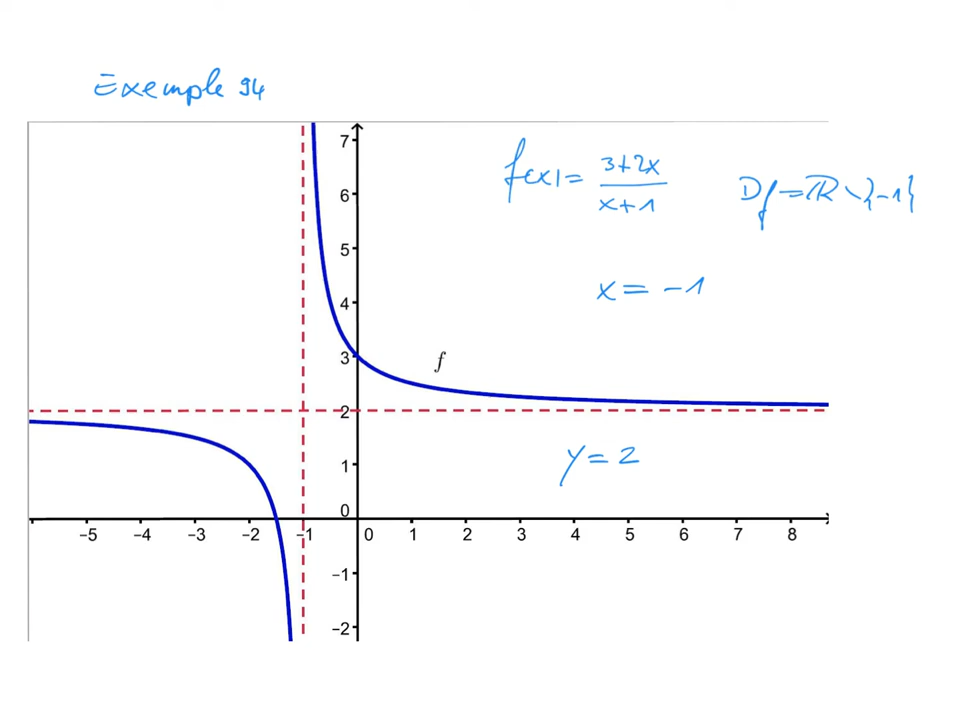 Exemple 94
f(x) = (3+2x)/(x+1)
Df = ℝ \ {-1}
x = -1
f
y = 2
7
6
5
4
3
2
1
0
−1
−2
−5 −4 −3 −2 −1 0 1 2 3 4 5 6 7 8